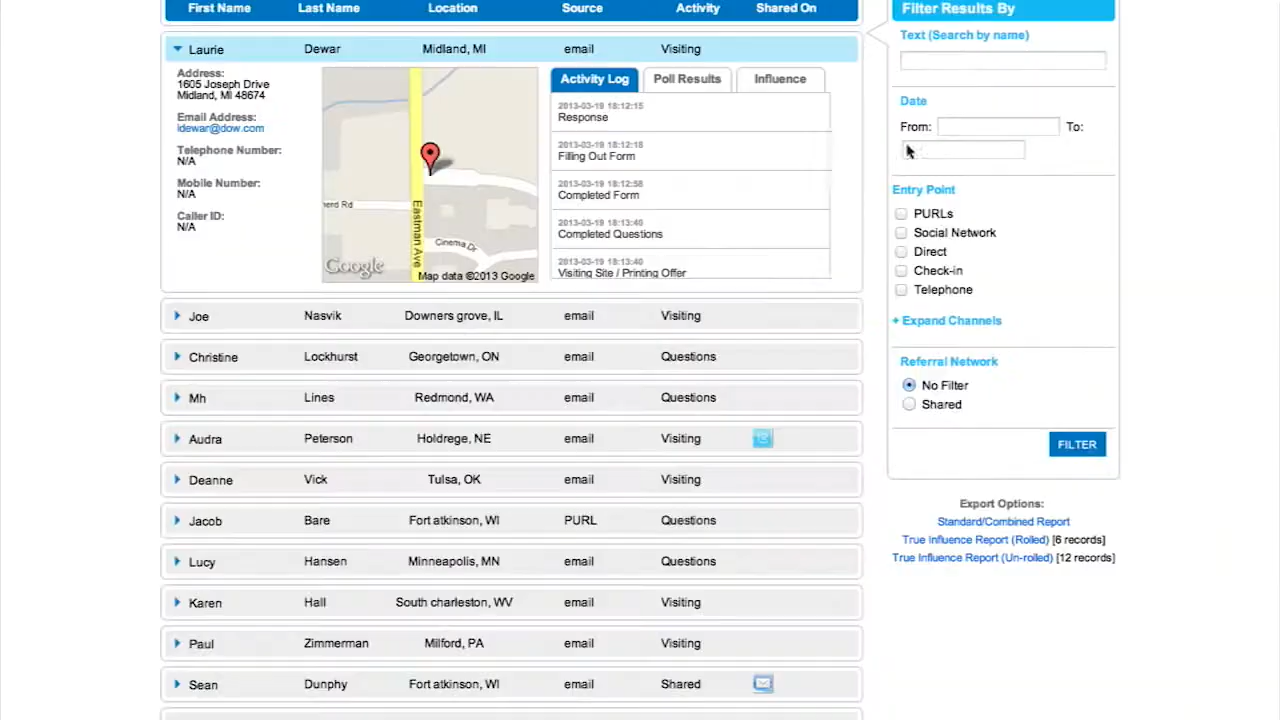 First Name Last Name Location Source Activity Shared On
Laurie Dewar Midland, MI email Visiting
Address:
1605 Joseph Drive
Midland, MI 48674
Email Address:
ldewar@dow.com
Telephone Number:
N/A
Mobile Number:
N/A
Caller ID:
N/A
herd Rd
Eastman Ave
Cinema Dr
Google
Map data ©2013 Google
Activity Log Poll Results Influence
2013-03-19 18:12:15
Response
2013-03-19 18:12:18
Filling Out Form
2013-03-19 18:12:58
Completed Form
2013-03-19 18:13:40
Completed Questions
2013-03-19 18:13:40
Visiting Site / Printing Offer
Joe Nasvik Downers grove, IL email Visiting
Christine Lockhurst Georgetown, ON email Questions
Mh Lines Redmond, WA email Questions
Audra Peterson Holdrege, NE email Visiting
Deanne Vick Tulsa, OK email Visiting
Jacob Bare Fort atkinson, WI PURL Questions
Lucy Hansen Minneapolis, MN email Questions
Karen Hall South charleston, WV email Visiting
Paul Zimmerman Milford, PA email Visiting
Sean Dunphy Fort atkinson, WI email Shared
Filter Results By
Text (Search by name)
Date
From: To:
Entry Point
PURLs
Social Network
Direct
Check-in
Telephone
+ Expand Channels
Referral Network
No Filter
Shared
FILTER
Export Options:
Standard/Combined Report
True Influence Report (Rolled) [6 records]
True Influence Report (Un-rolled) [12 records]